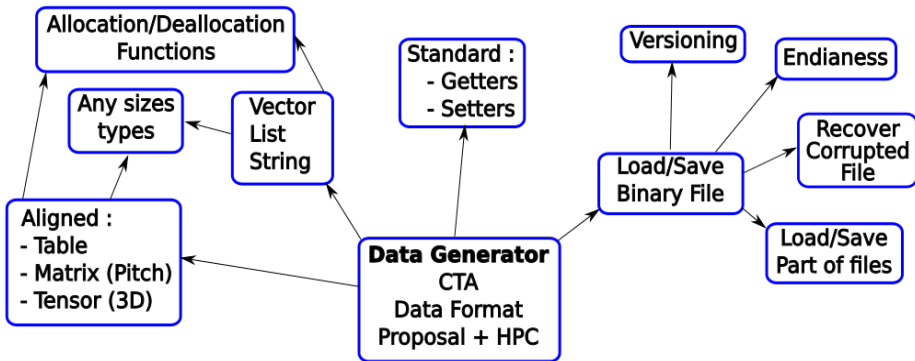 Allocation/Deallocation
Functions
Any sizes
types
Vector
List
String
Aligned :
- Table
- Matrix (Pitch)
- Tensor (3D)
Standard :
- Getters
- Setters
Data Generator
CTA
Data Format
Proposal + HPC
Versioning
Endianess
Load/Save
Binary File
Recover
Corrupted
File
Load/Save
Part of files